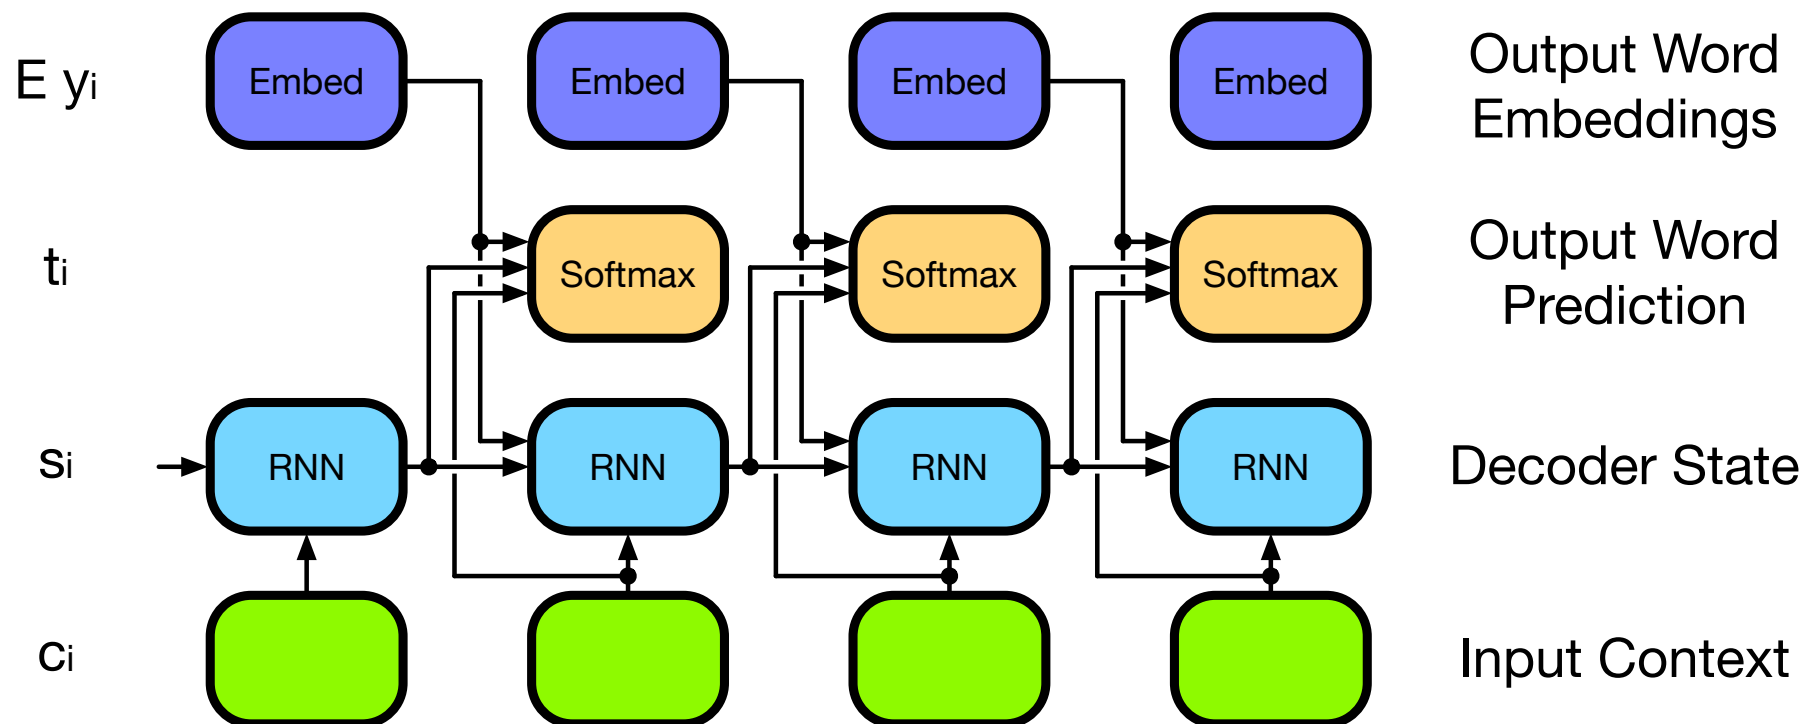 E yi
Embed
Embed
Embed
Embed
Output Word
Embeddings
ti
Softmax
Softmax
Softmax
Output Word
Prediction
si
RNN
RNN
RNN
RNN
Decoder State
ci
Input Context